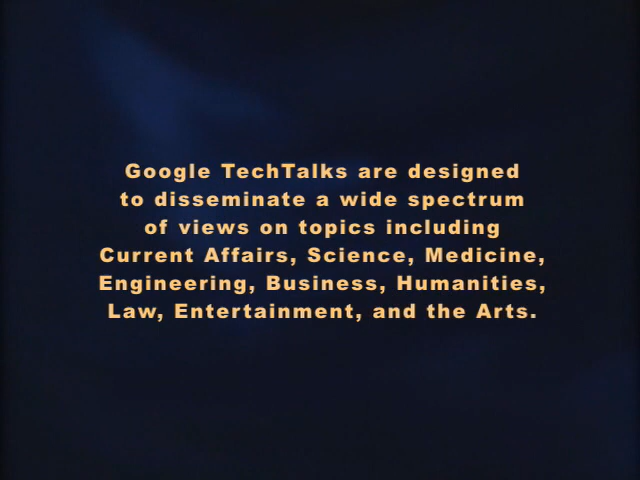 Google TechTalks are designed
to disseminate a wide spectrum
of views on topics including
Current Affairs, Science, Medicine,
Engineering, Business, Humanities,
Law, Entertainment, and the Arts.